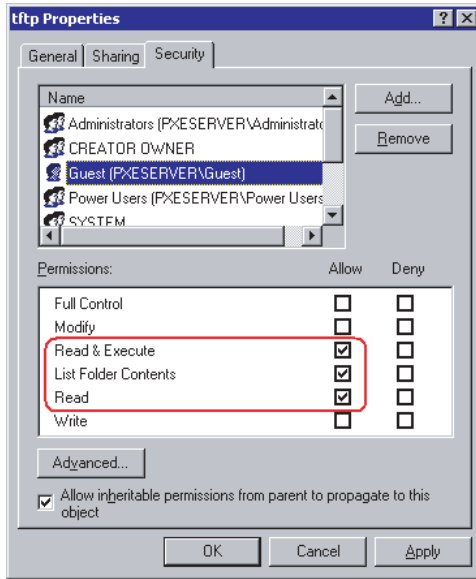 tftp Properties
General Sharing Security
Name
Add...
Administrators (PXESERVER\Administrato
Remove
CREATOR OWNER
Guest (PXESERVER\Guest)
Power Users (PXESERVER\Power Users
SYSTEM
Permissions: Allow Deny
Full Control
Modify
Read & Execute
List Folder Contents
Read
Write
Advanced...
Allow inheritable permissions from parent to propagate to this
object
OK Cancel Apply